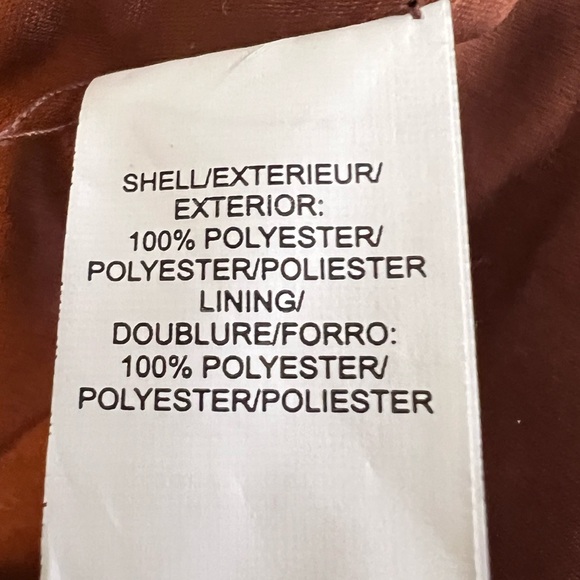 SHELL/EXTERIEUR/
EXTERIOR:
100% POLYESTER/
POLYESTER/POLIESTER
LINING/
DOUBLURE/FORRO:
100% POLYESTER/
POLYESTER/POLIESTER